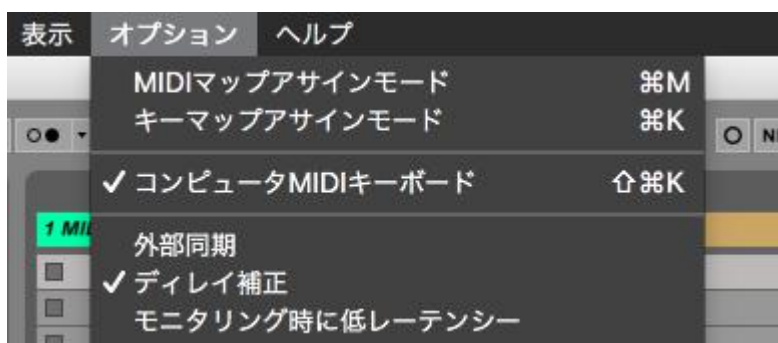 表示 オプション ヘルプ
MIDIマップアサインモード ⌘M
キーマップアサインモード ⌘K
✓コンピュータMIDIキーボード ⇧⌘K
1 MI
外部同期
✓ディレイ補正
モニタリング時に低レーテンシー